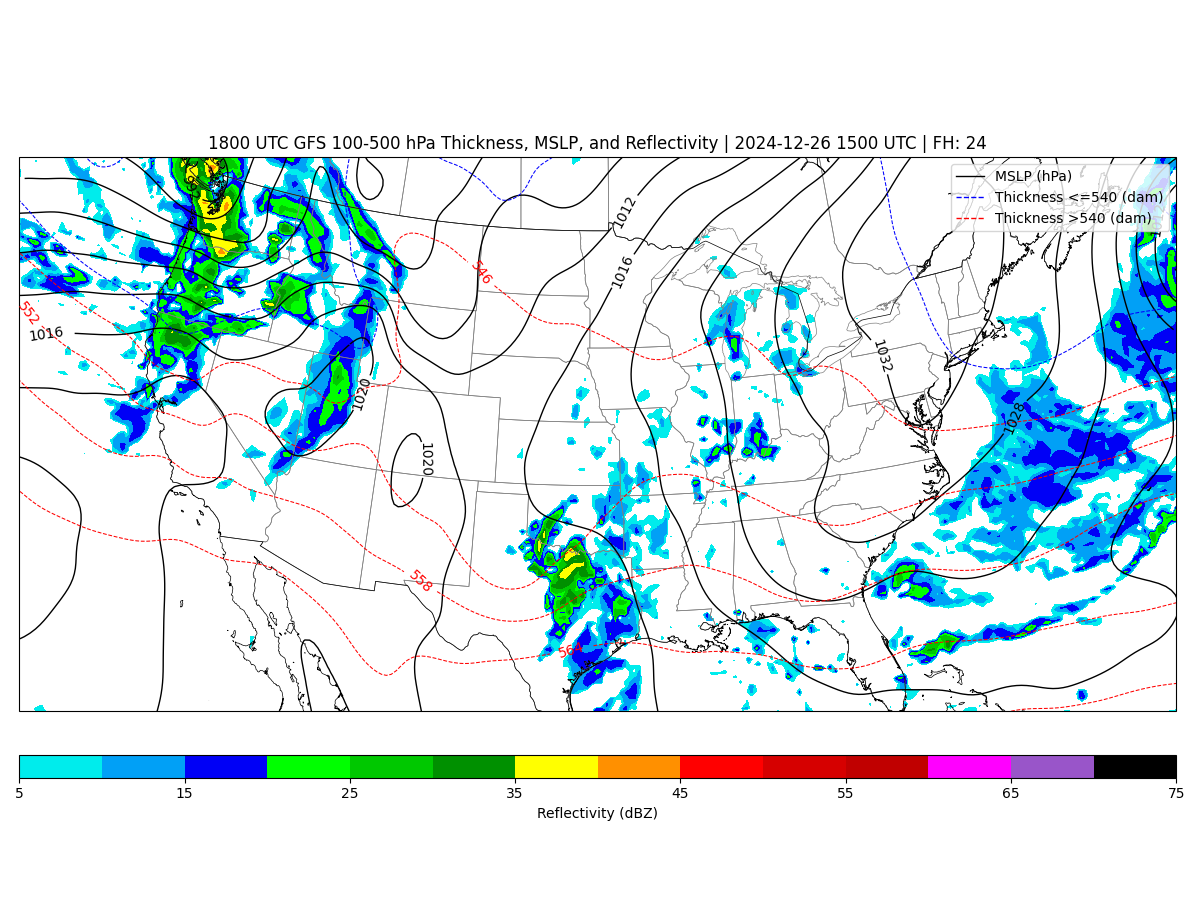 1800 UTC GFS 100-500 hPa Thickness, MSLP, and Reflectivity | 2024-12-26 1500 UTC | FH: 24
MSLP (hPa)
Thickness <=540 (dam)
Thickness >540 (dam)
1012
1016
546
552
1016
1032
1020
1020
1028
558
564
5 15 25 35 45 55 65 75
Reflectivity (dBZ)